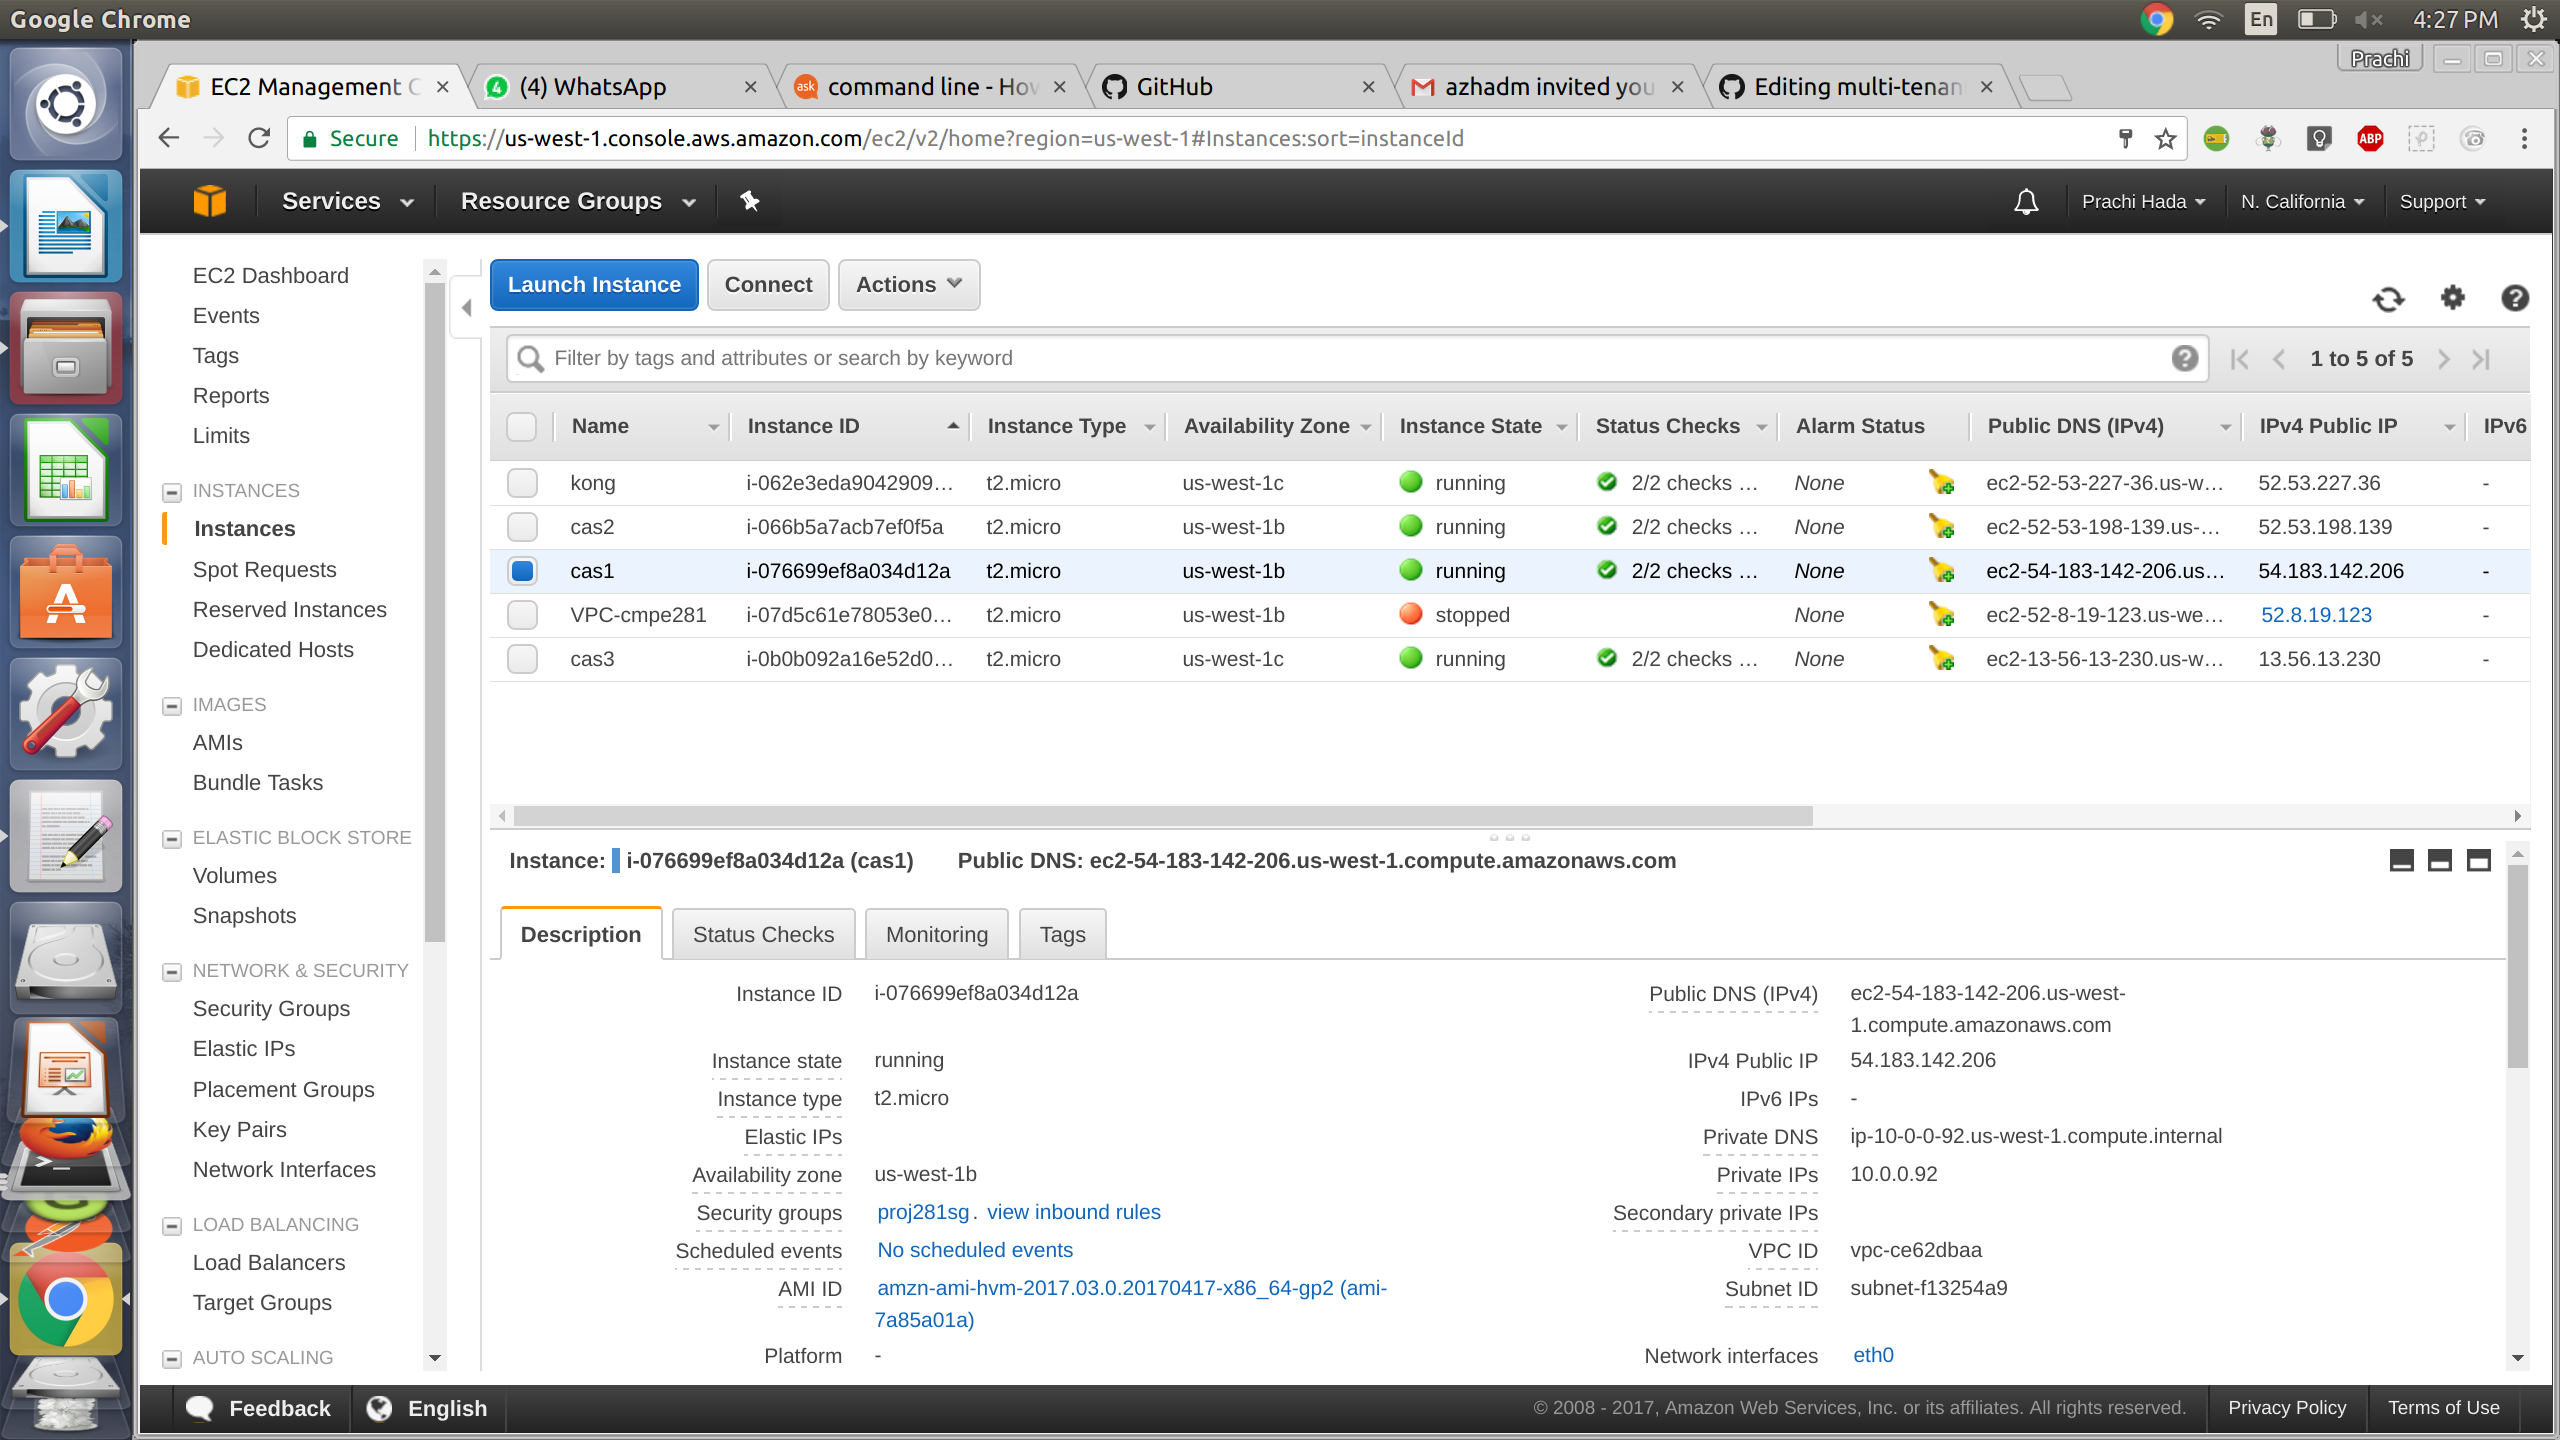 Google Chrome
En
4:27 PM
Prachi
EC2 Management C
(4) WhatsApp
command line - Hov
GitHub
azhadm invited you
Editing multi-tenan
Secure
https://us-west-1.console.aws.amazon.com/ec2/v2/home?region=us-west-1#Instances:sort=instanceId
ABP
Services
Resource Groups
Prachi Hada
N. California
Support
EC2 Dashboard
Events
Tags
Reports
Limits
INSTANCES
Instances
Spot Requests
Reserved Instances
Dedicated Hosts
IMAGES
AMIs
Bundle Tasks
ELASTIC BLOCK STORE
Volumes
Snapshots
NETWORK & SECURITY
Security Groups
Elastic IPs
Placement Groups
Key Pairs
Network Interfaces
LOAD BALANCING
Load Balancers
Target Groups
AUTO SCALING
Launch Instance
Connect
Actions
Filter by tags and attributes or search by keyword
1 to 5 of 5
Name Instance ID Instance Type Availability Zone Instance State Status Checks Alarm Status Public DNS (IPv4) IPv4 Public IP IPv6
kong i-062e3eda9042909... t2.micro us-west-1c running 2/2 checks ... None ec2-52-53-227-36.us-w... 52.53.227.36 -
cas2 i-066b5a7acb7ef0f5a t2.micro us-west-1b running 2/2 checks ... None ec2-52-53-198-139.us-... 52.53.198.139 -
cas1 i-076699ef8a034d12a t2.micro us-west-1b running 2/2 checks ... None ec2-54-183-142-206.us... 54.183.142.206 -
VPC-cmpe281 i-07d5c61e78053e0... t2.micro us-west-1b stopped None ec2-52-8-19-123.us-we... 52.8.19.123 -
cas3 i-0b0b092a16e52d0... t2.micro us-west-1c running 2/2 checks ... None ec2-13-56-13-230.us-w... 13.56.13.230 -
Instance: i-076699ef8a034d12a (cas1) Public DNS: ec2-54-183-142-206.us-west-1.compute.amazonaws.com
Description
Status Checks
Monitoring
Tags
Instance ID i-076699ef8a034d12a
Instance state running
Instance type t2.micro
Elastic IPs
Availability zone us-west-1b
Security groups proj281sg. view inbound rules
Scheduled events No scheduled events
AMI ID amzn-ami-hvm-2017.03.0.20170417-x86_64-gp2 (ami-
7a85a01a)
Platform -
Public DNS (IPv4) ec2-54-183-142-206.us-west-
1.compute.amazonaws.com
IPv4 Public IP 54.183.142.206
IPv6 IPs -
Private DNS ip-10-0-0-92.us-west-1.compute.internal
Private IPs 10.0.0.92
Secondary private IPs
VPC ID vpc-ce62dbaa
Subnet ID subnet-f13254a9
Network interfaces eth0
Feedback
English
© 2008 - 2017, Amazon Web Services, Inc. or its affiliates. All rights reserved.
Privacy Policy
Terms of Use